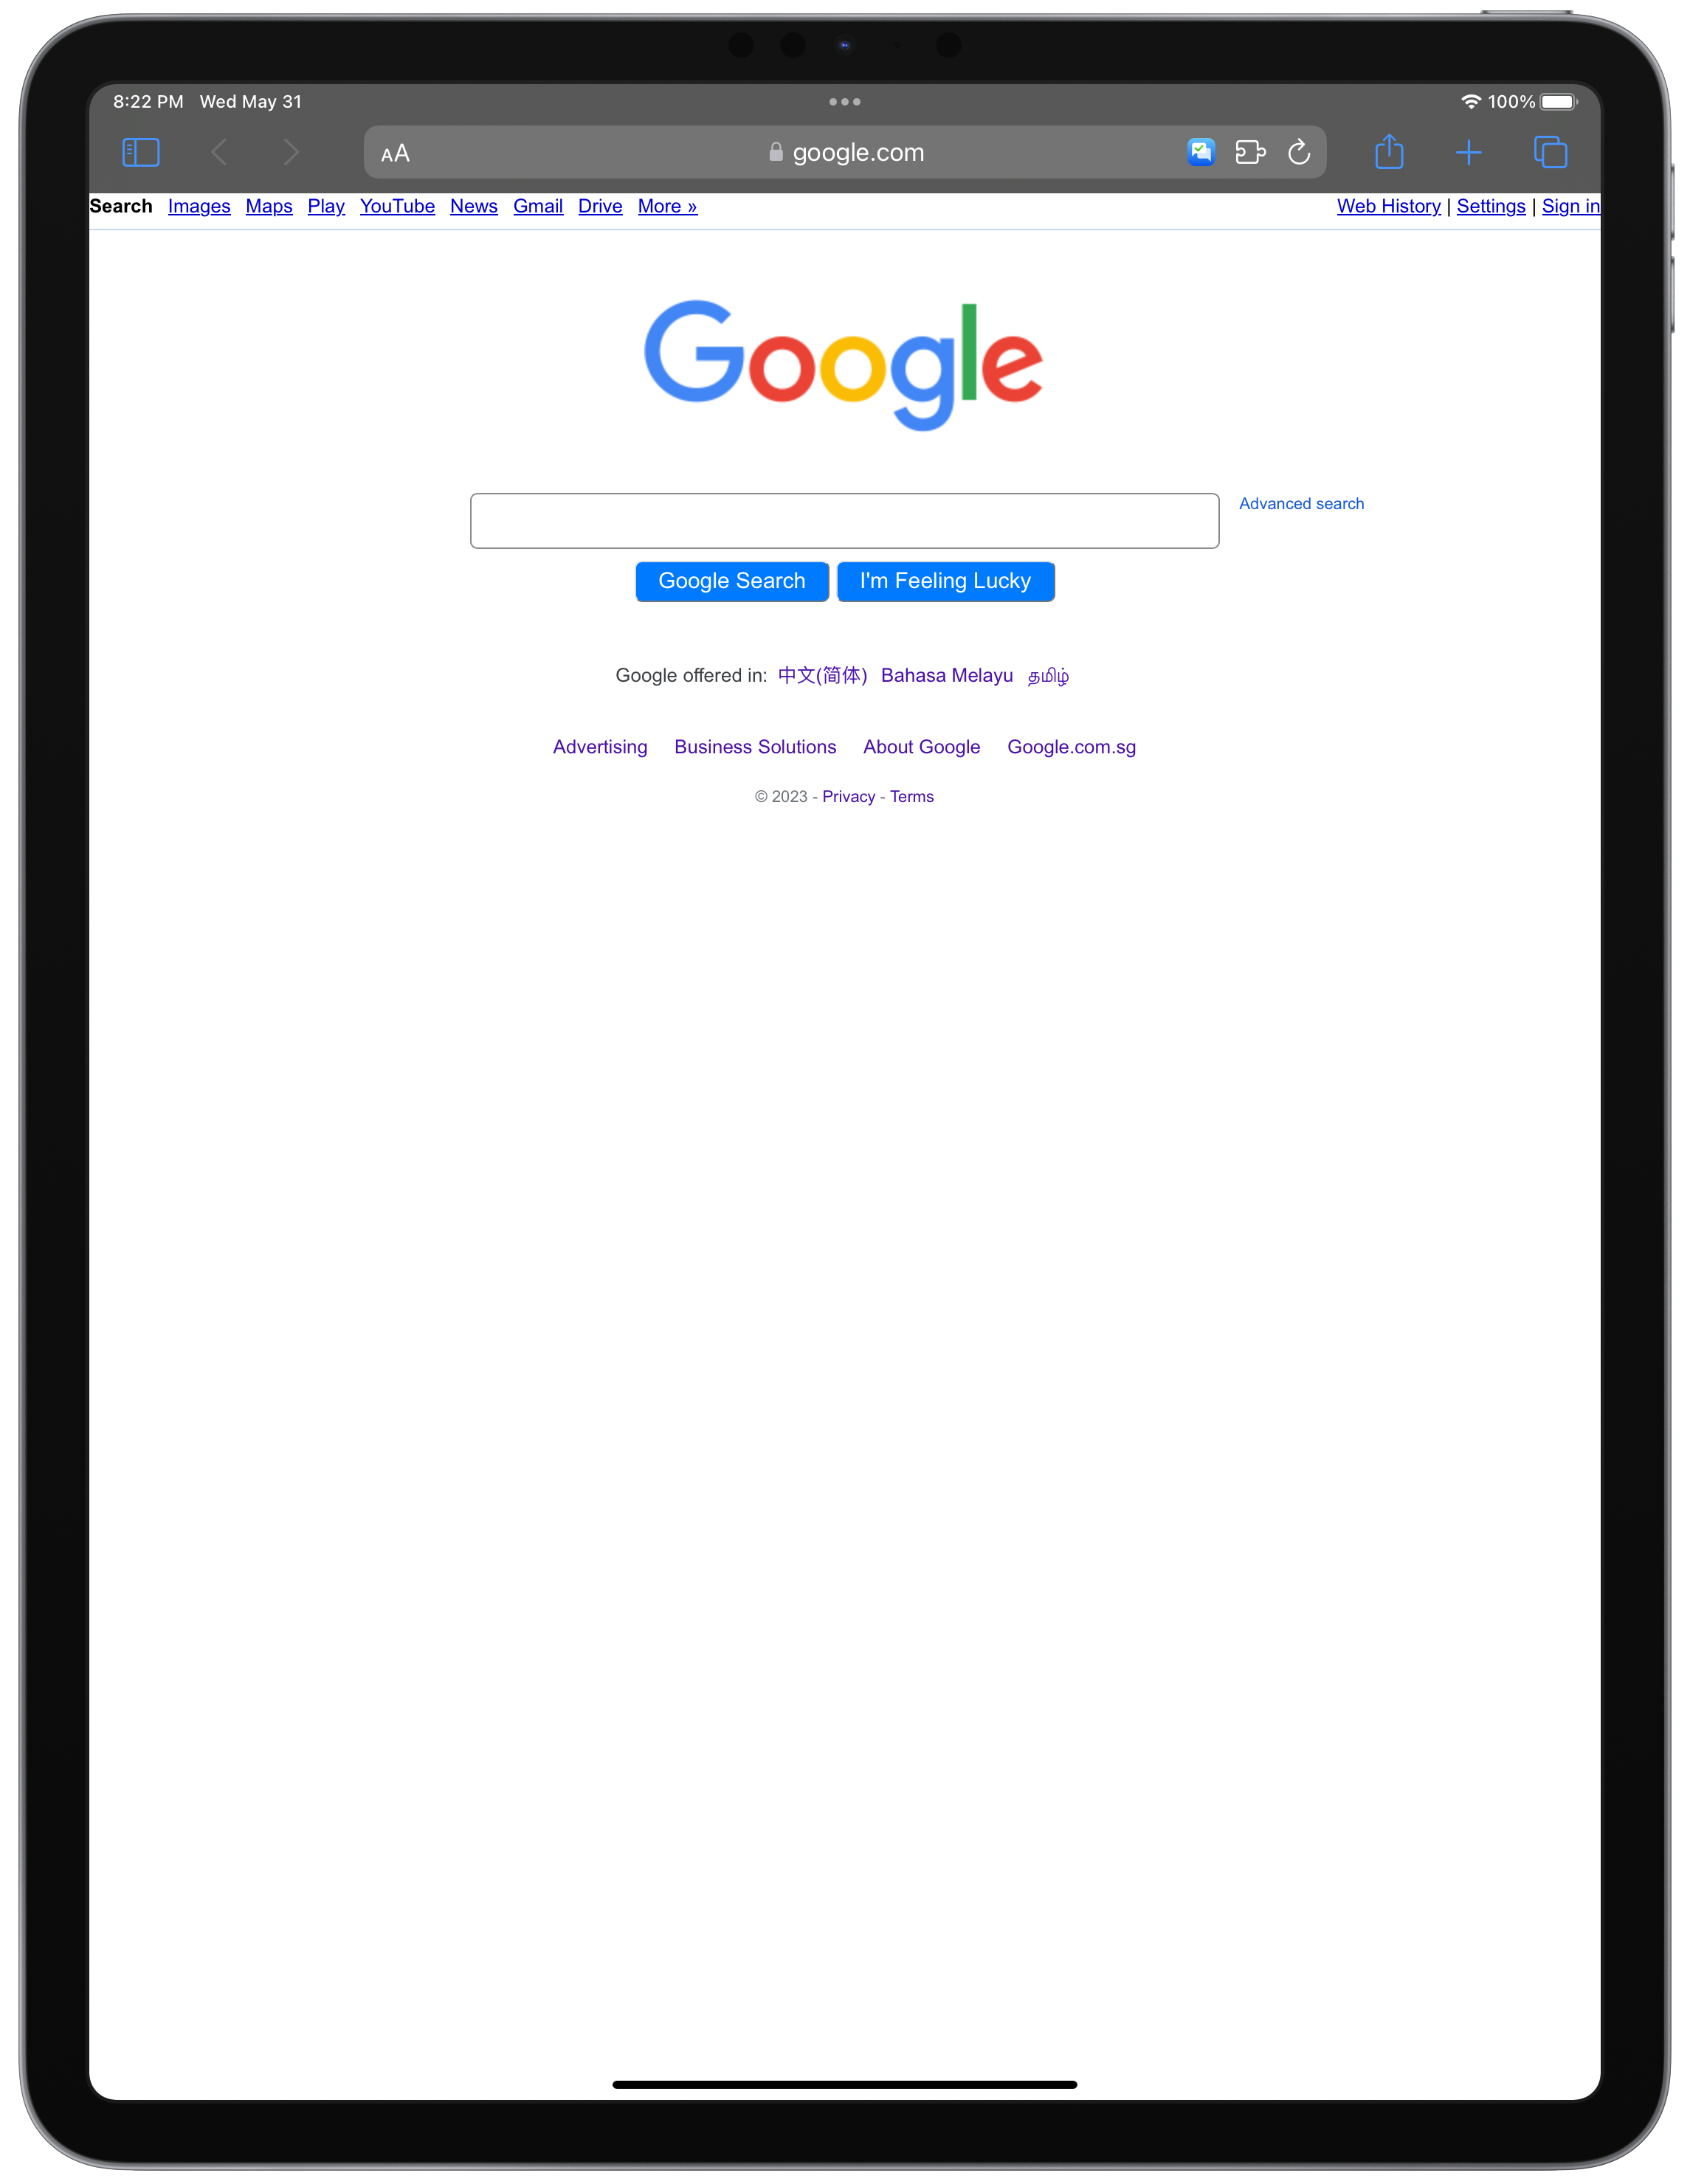 8:22 PM Wed May 31 100%
AA google.com
Search Images Maps Play YouTube News Gmail Drive More » Web History | Settings | Sign in
Google
Advanced search
Google Search I'm Feeling Lucky
Google offered in: 中文(简体) Bahasa Melayu தமிழ்
Advertising Business Solutions About Google Google.com.sg
© 2023 - Privacy - Terms